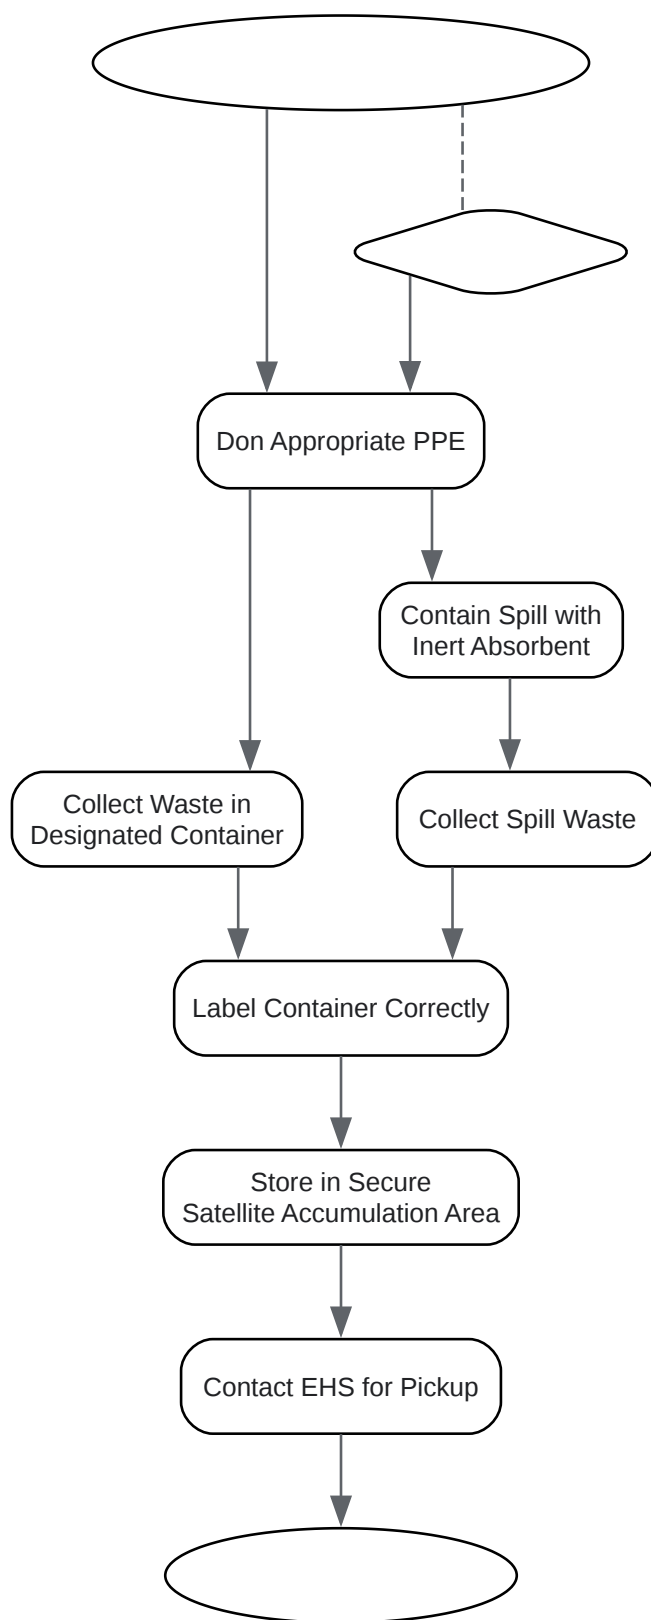 Don Appropriate PPE
Contain Spill with
Inert Absorbent
Collect Waste in
Designated Container
Collect Spill Waste
Label Container Correctly
Store in Secure
Satellite Accumulation Area
Contact EHS for Pickup